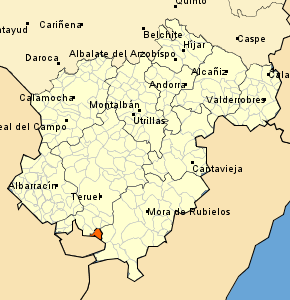 Quinto
atayud
Cariñena
Belchite
Híjar
Caspe
Daroca
Albalate del Arzobispo
Alcañiz
Cala
Calamocha
Andorra
Valderrobres
Montalbán
Utrillas
eal del Campo
Cantavieja
Albarracín
Teruel
Mora de Rubielos